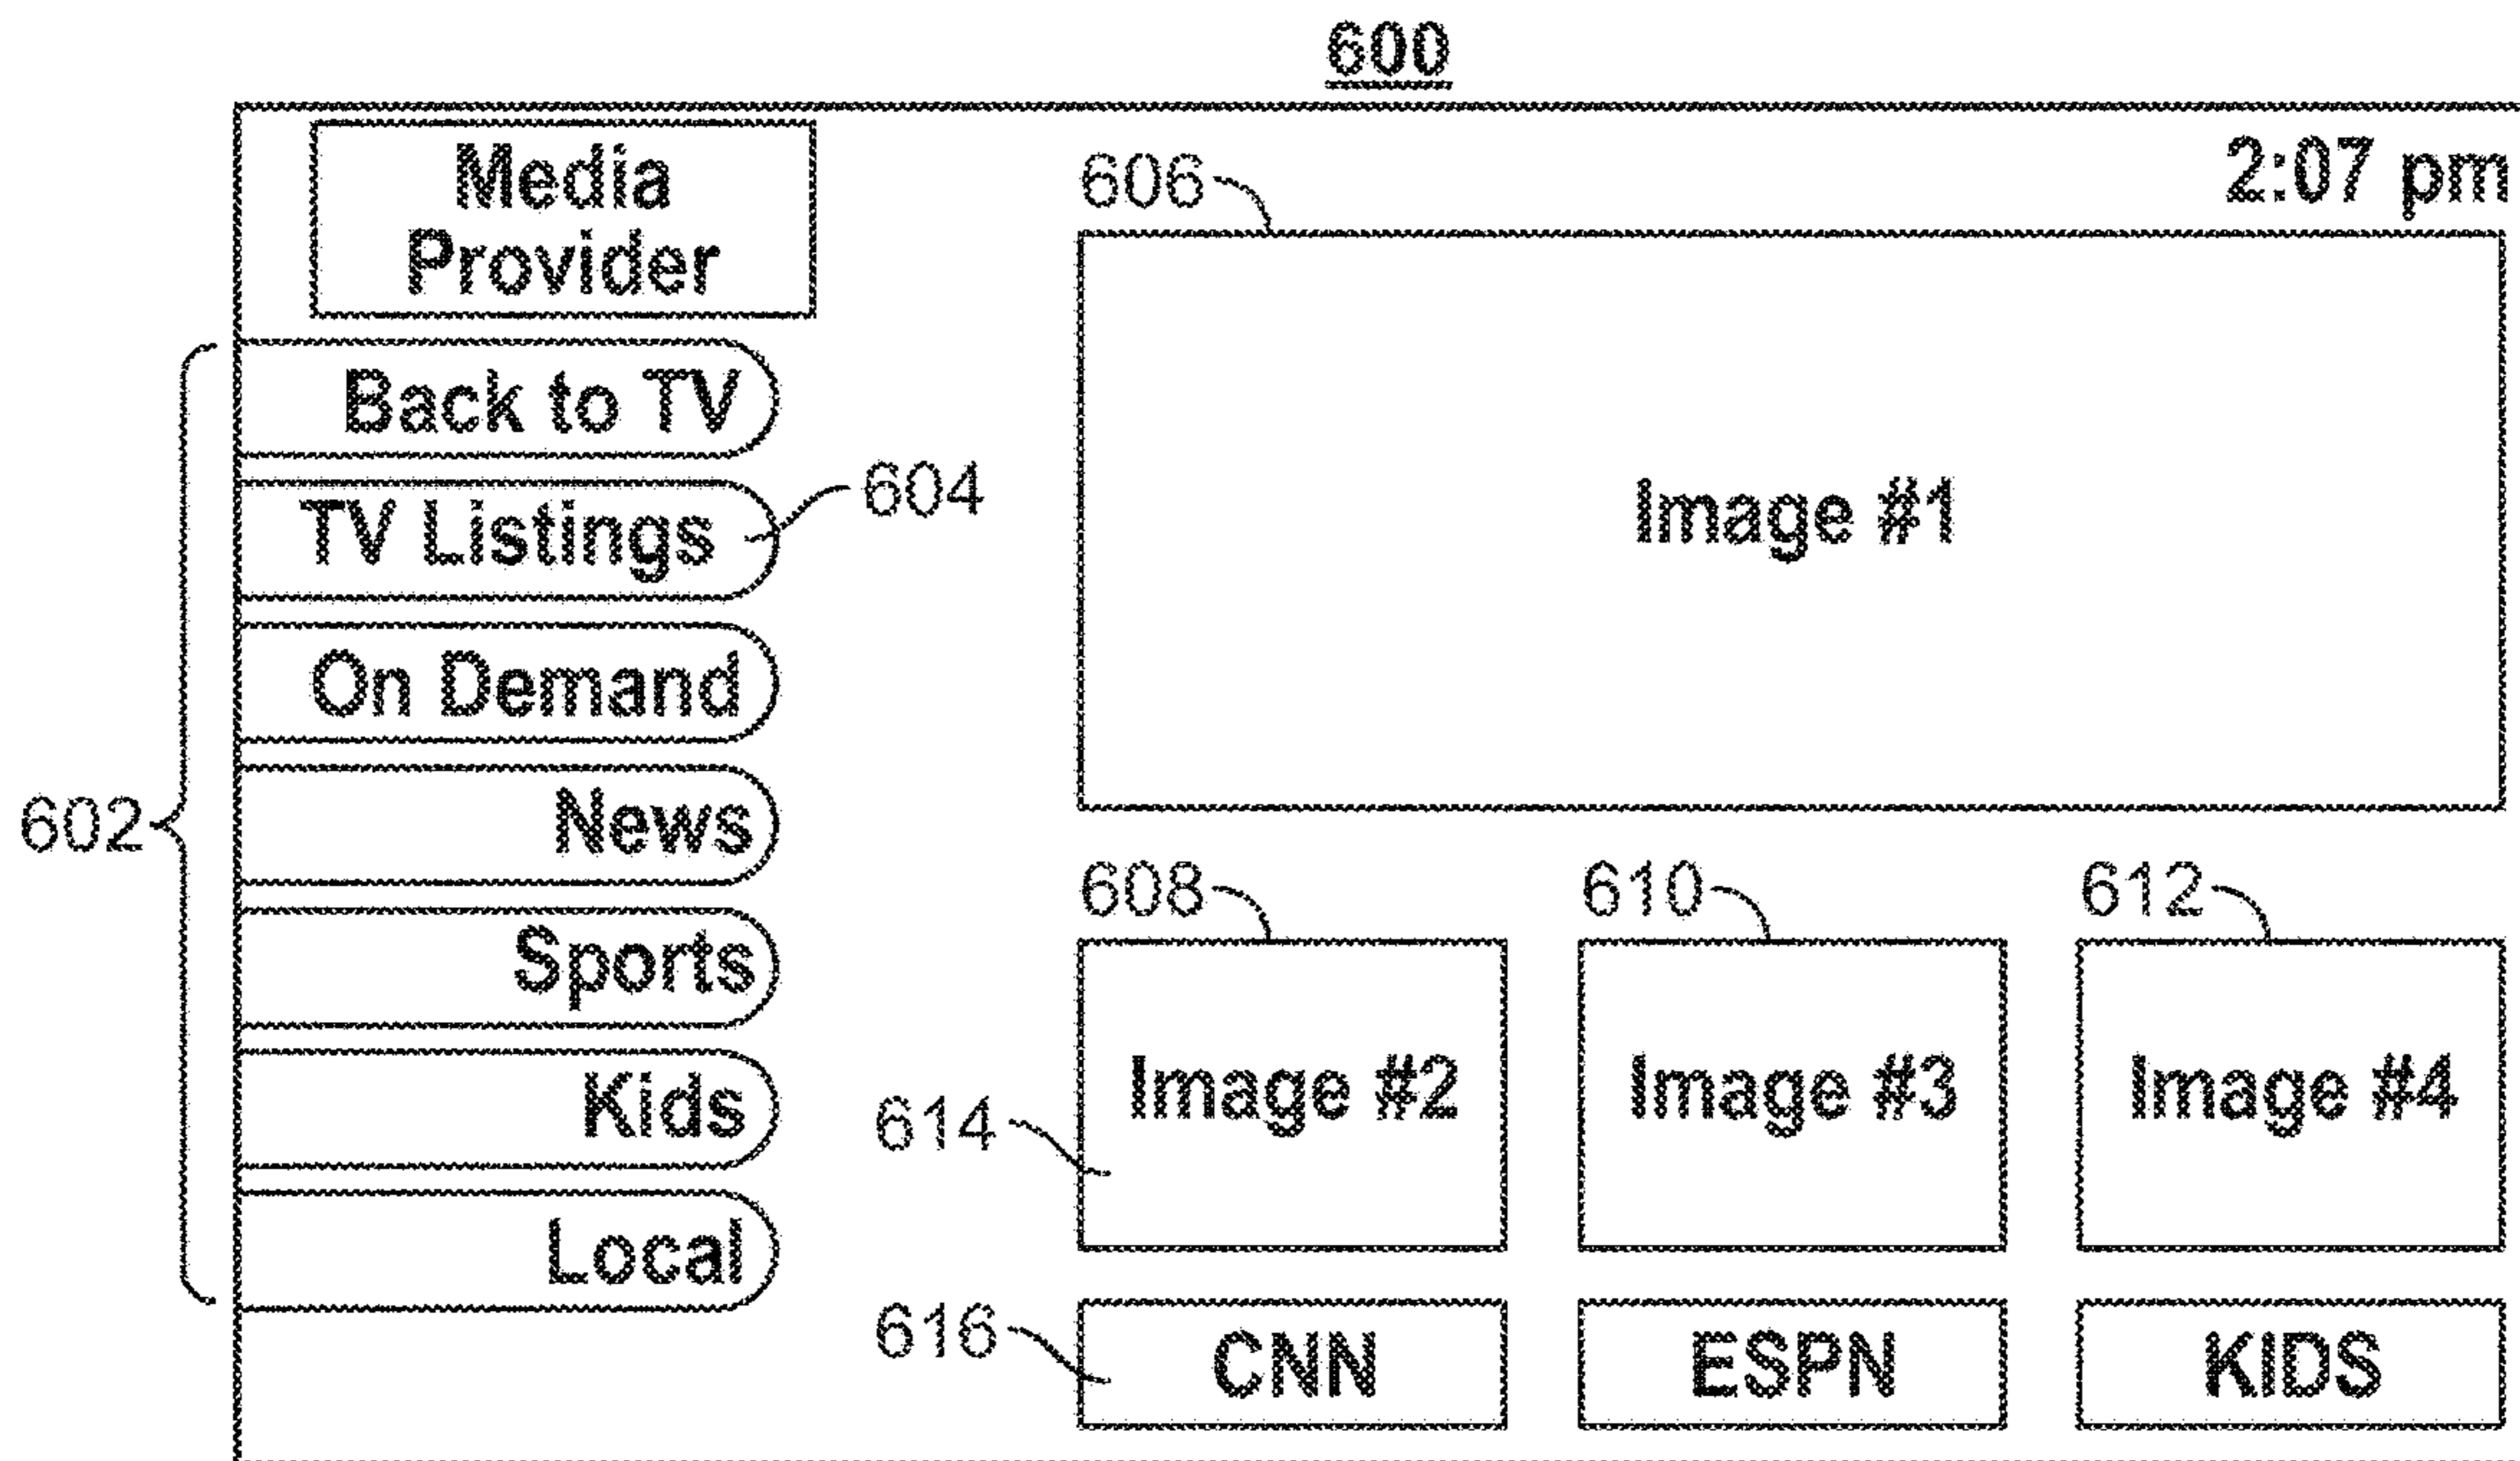 600
2:07 pm
Media
Provider
606
Back to TV
TV Listings
604
Image #1
On Demand
News
602
608
610
612
Sports
Image #2
Image #3
Image #4
Kids
614
Local
616
CNN
ESPN
KIDS